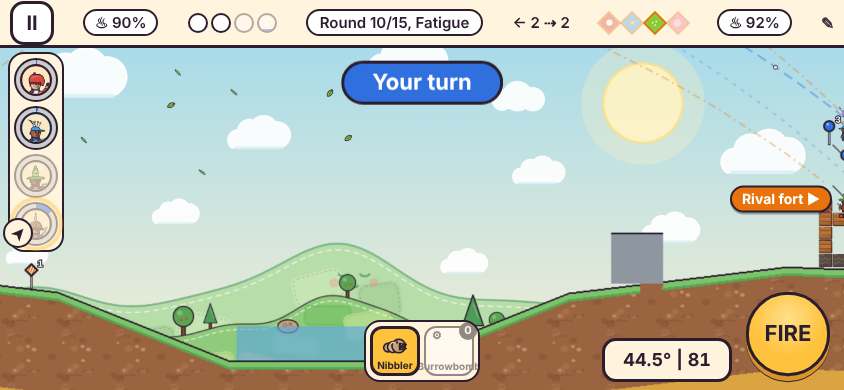 90%
Round 10/15, Fatigue
← 2 ⇢ 2
92%
Your turn
3
Rival fort ▶
1
0
Nibbler
Burrowbomb
44.5° | 81
FIRE